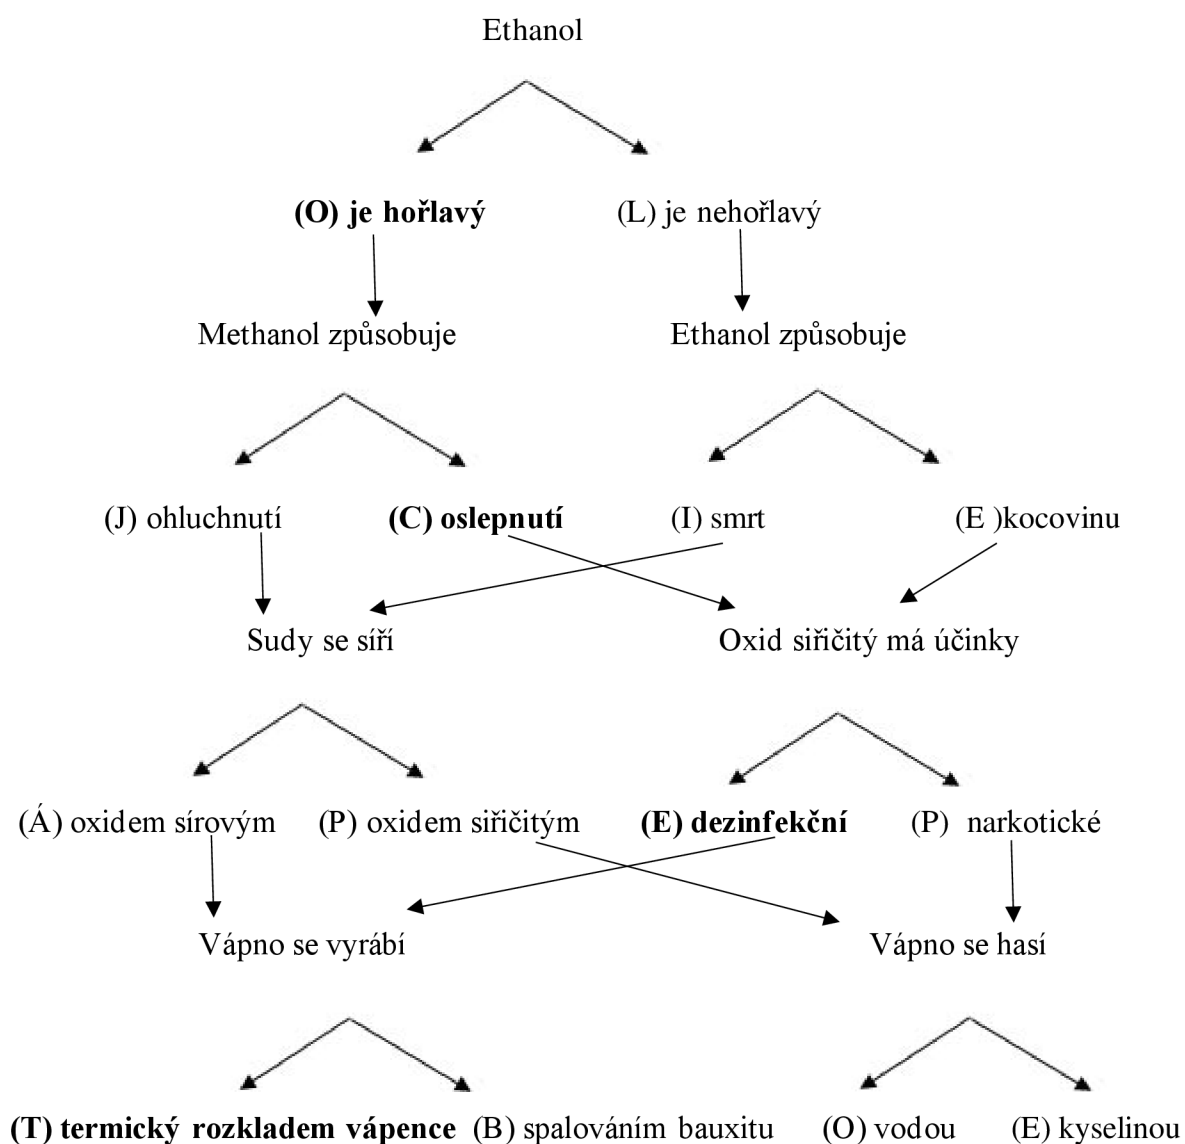 Ethanol
(O) je hořlavý (L) je nehořlavý
Methanol způsobuje Ethanol způsobuje
(J) ohluchnutí (C) oslepnutí (I) smrt (E )kocovinu
Sudy se síří Oxid siřičitý má účinky
(Á) oxidem sírovým (P) oxidem siřičitým (E) dezinfekční (P) narkotické
Vápno se vyrábí Vápno se hasí
(T) termický rozkladem vápence (B) spalováním bauxitu (O) vodou (E) kyselinou